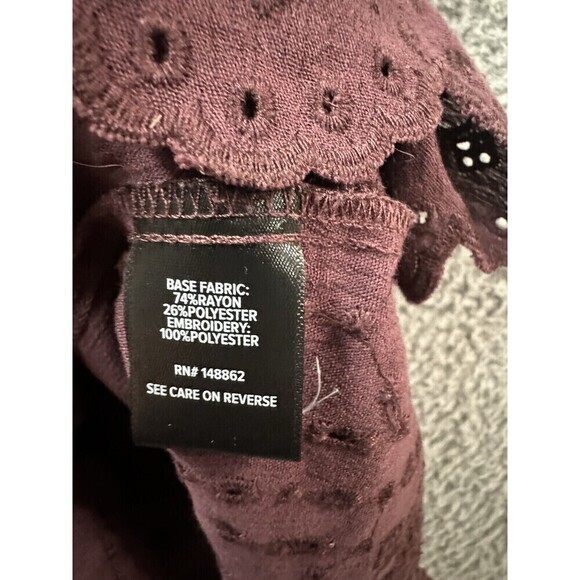 BASE FABRIC:
74%RAYON
26%POLYESTER
EMBROIDERY:
100%POLYESTER
RN# 148862
SEE CARE ON REVERSE